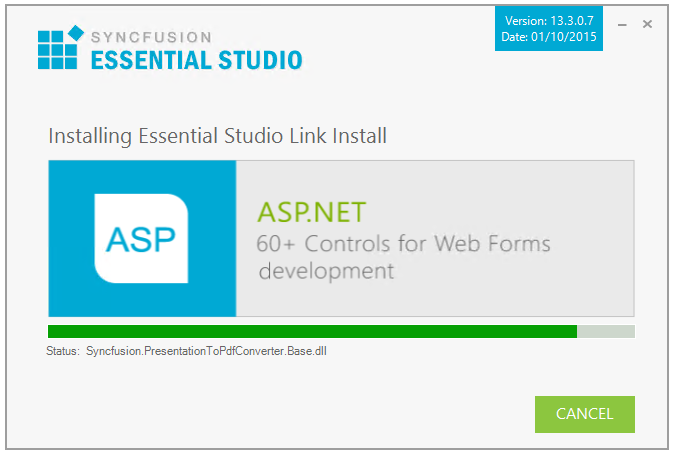 SYNCFUSION
ESSENTIAL STUDIO
Version: 13.3.0.7
Date: 01/10/2015
Installing Essential Studio Link Install
ASP
ASP.NET
60+ Controls for Web Forms
development
Status: Syncfusion.PresentationToPdfConverter.Base.dll
CANCEL